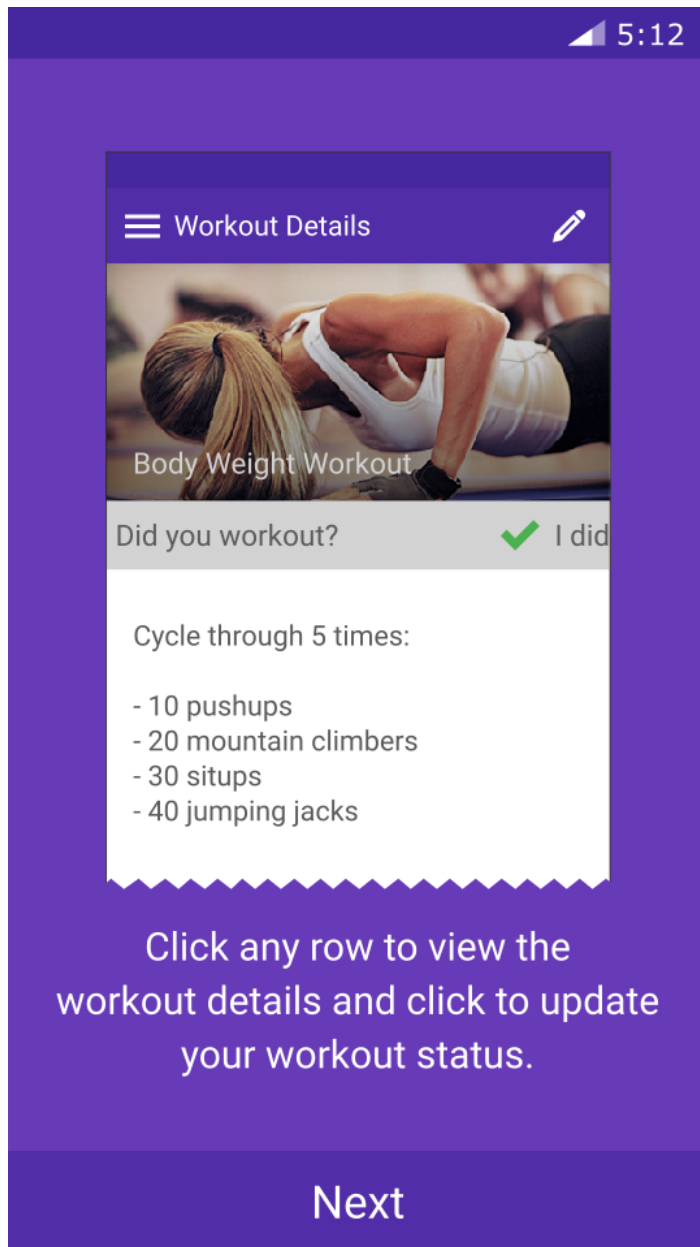 5:12
Workout Details
Body Weight Workout
Did you workout? I did
Cycle through 5 times:
- 10 pushups
- 20 mountain climbers
- 30 situps
- 40 jumping jacks
Click any row to view the
workout details and click to update
your workout status.
Next